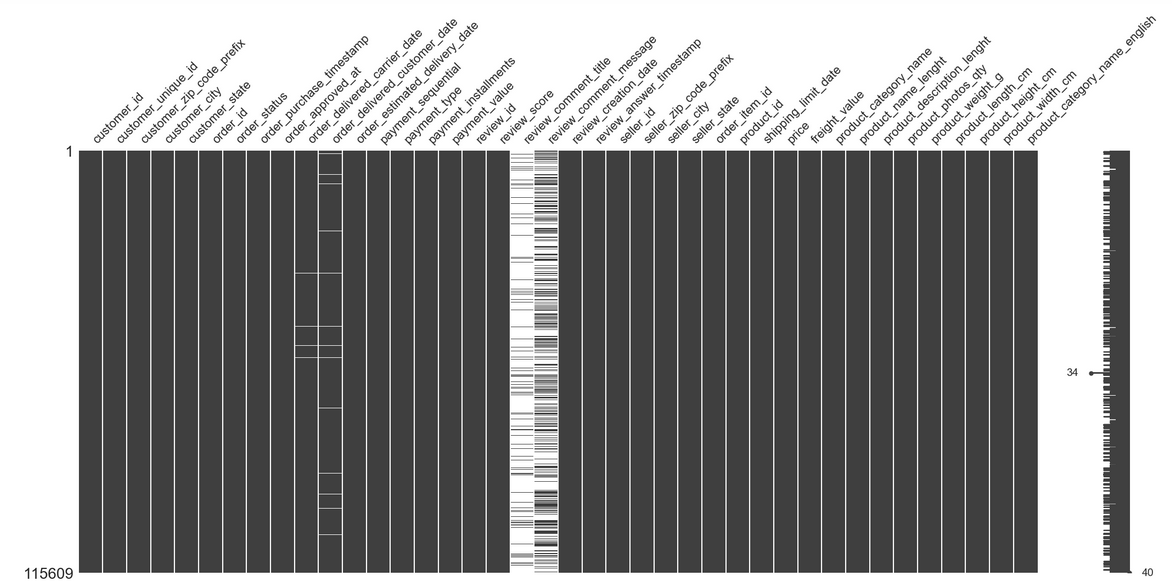 customer_id
customer_unique_id
customer_zip_code_prefix
customer_city
customer_state
order_id
order_status
order_purchase_timestamp
order_approved_at
order_delivered_carrier_date
order_delivered_customer_date
order_estimated_delivery_date
payment_sequential
payment_type
payment_installments
payment_value
review_id
review_score
review_comment_title
review_comment_message
review_creation_date
review_answer_timestamp
seller_id
seller_zip_code_prefix
seller_city
seller_state
order_item_id
product_id
shipping_limit_date
price
freight_value
product_category_name
product_name_lenght
product_description_lenght
product_photos_qty
product_weight_g
product_length_cm
product_height_cm
product_width_cm
product_category_name_english
1
34
115609
40